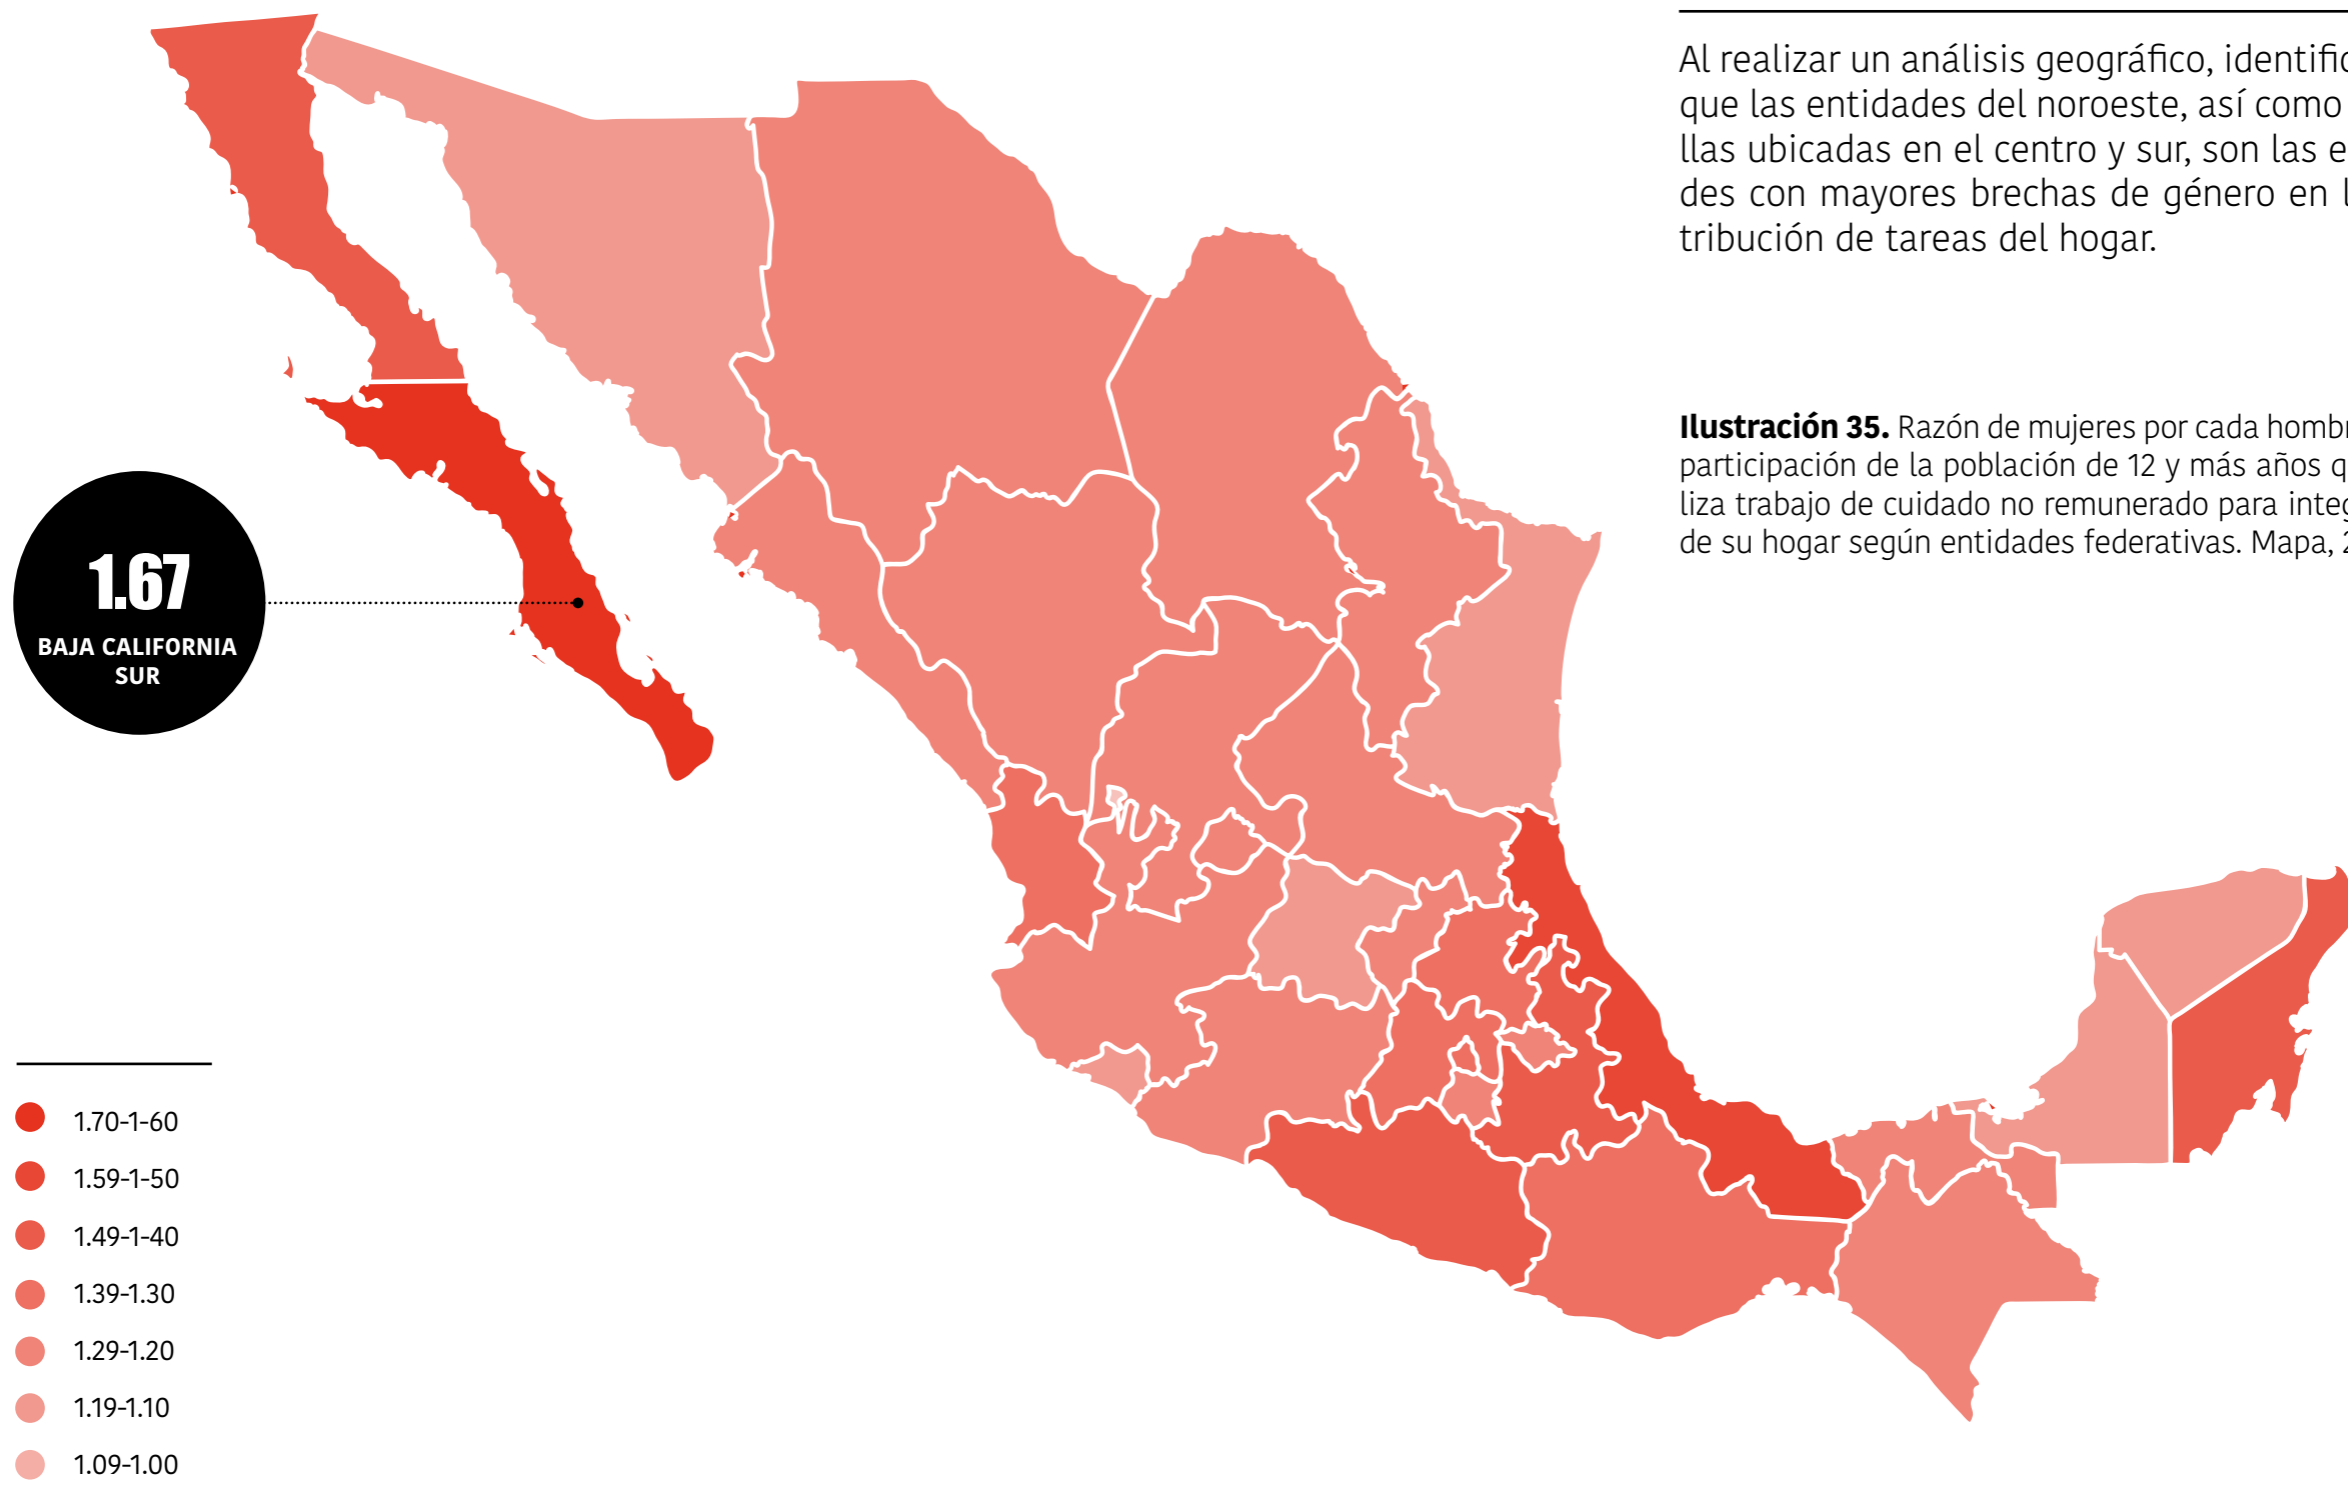 Al realizar un análisis geográfico, identific
que las entidades del noroeste, así como
llas ubicadas en el centro y sur, son las e
des con mayores brechas de género en l
tribución de tareas del hogar.
Ilustración 35. Razón de mujeres por cada hombr
participación de la población de 12 y más años q
liza trabajo de cuidado no remunerado para integ
de su hogar según entidades federativas. Mapa, 2
1.67
BAJA CALIFORNIA
SUR
1.70-1-60
1.59-1-50
1.49-1-40
1.39-1.30
1.29-1.20
1.19-1.10
1.09-1.00